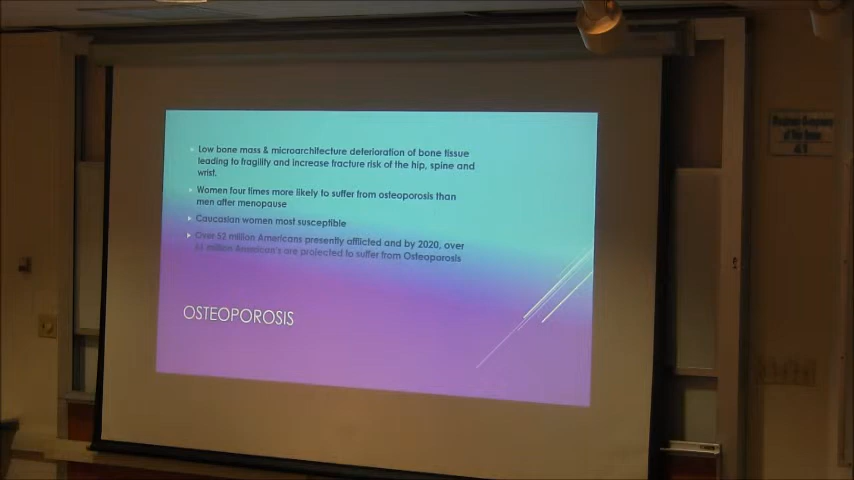 Low bone mass & microarchitecture deterioration of bone tissue
leading to fragility and increase fracture risk of the hip, spine and
wrist.
Women four times more likely to suffer from osteoporosis than
men after menopause
Caucasian women most susceptible
Over 52 million Americans presently afflicted and by 2020, over
million American's are projected to suffer from Osteoporosis
OSTEOPOROSIS